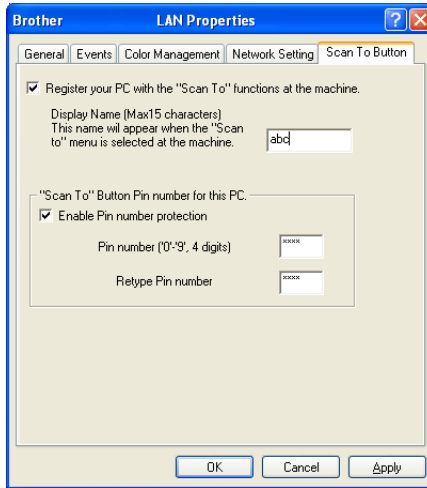 Brother LAN Properties
General Events Color Management Network Setting Scan To Button
Register your PC with the "Scan To" functions at the machine.
Display Name (Max15 characters)
This name wil appear when the "Scan
to" menu is selected at the machine.
abc
"Scan To" Button Pin number for this PC.
Enable Pin number protection
Pin number ('0'-'9', 4 digits)
xxxx
Retype Pin number
xxxx
OK Cancel Apply